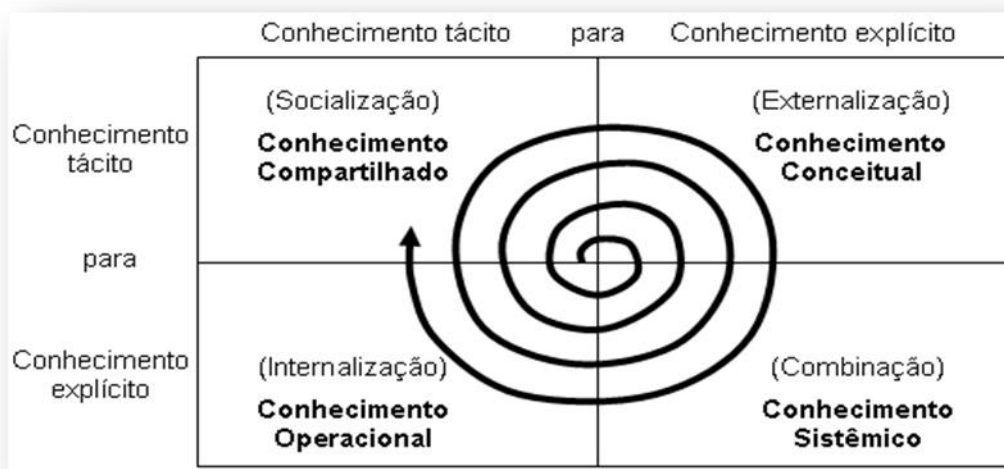 Conhecimento tácito para Conhecimento explícito
(Socialização)
Conhecimento
Compartilhado
(Externalização)
Conhecimento
Conceitual
Conhecimento
tácito
para
Conhecimento
explícito
(Internalização)
Conhecimento
Operacional
(Combinação)
Conhecimento
Sistêmico